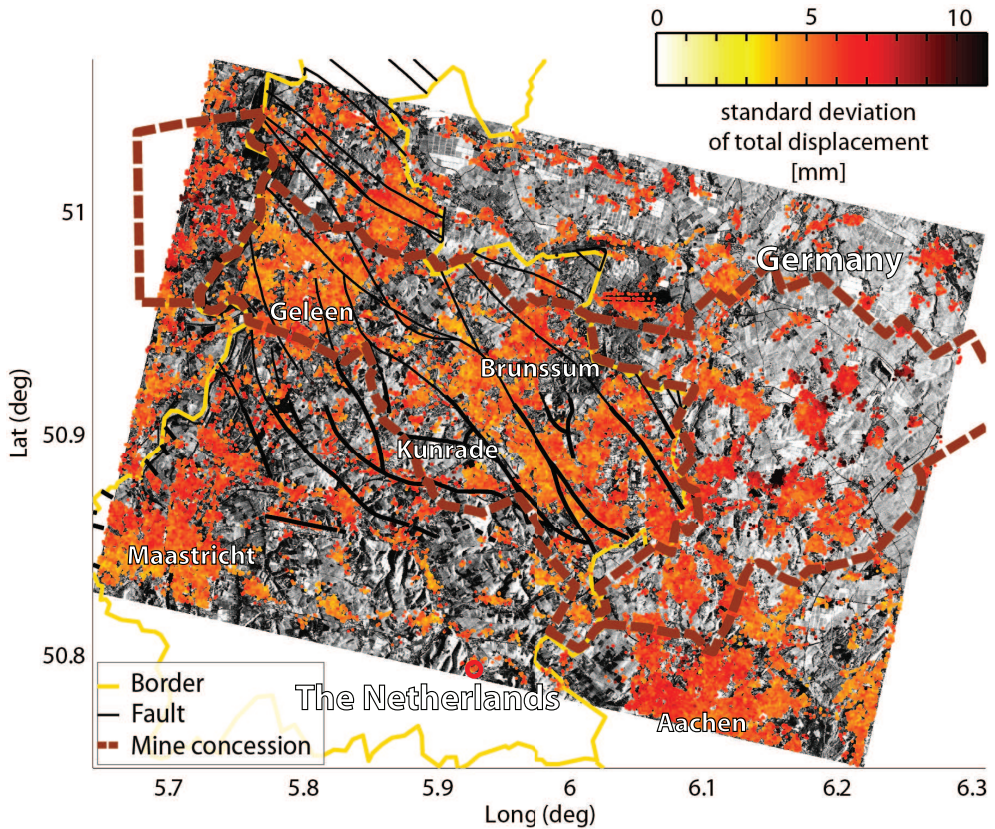 0 5 10
standard deviation
of total displacement
[mm]
51
50.9
50.8
Lat (deg)
Germany
Geleen
Brunssum
Kunrade
Maastricht
The Netherlands
Aachen
Border
Fault
Mine concession
5.7 5.8 5.9 6 6.1 6.2 6.3
Long (deg)